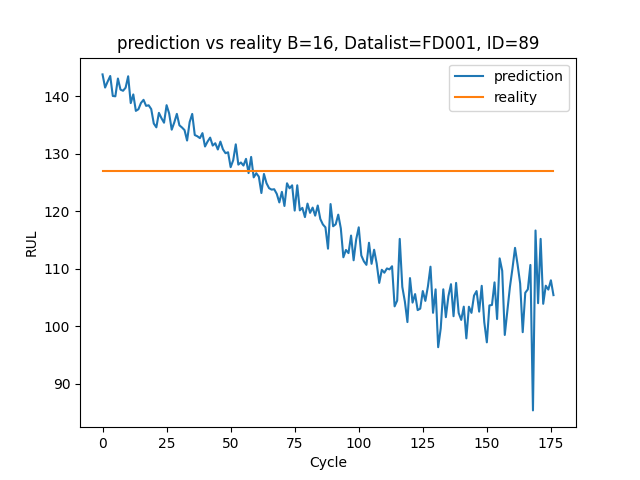 prediction vs reality B=16, Datalist=FD001, ID=89
prediction
reality
140
130
120
110
100
90
RUL
0 25 50 75 100 125 150 175
Cycle